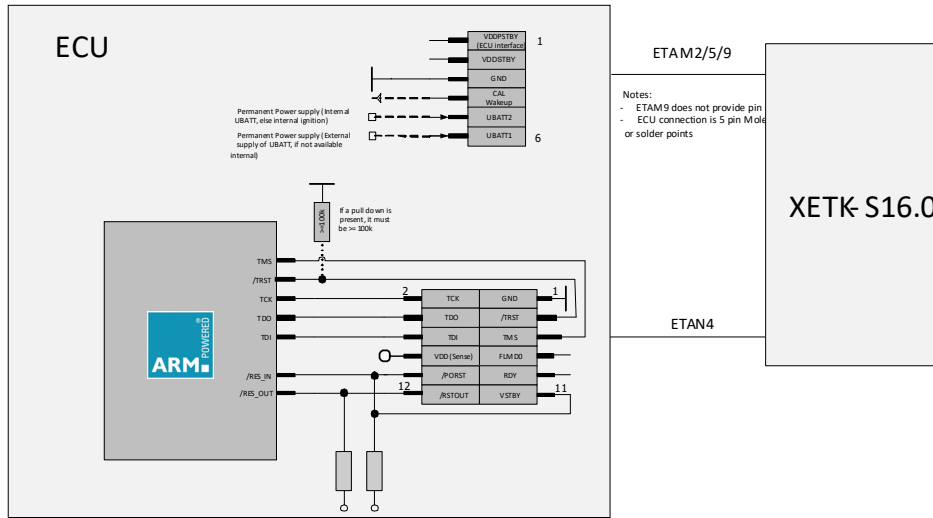 ECU
VDDPSTBY
(ECU interface)
1
VDDSTBY
GND
CAL
Wakeup
UBATT2
UBATT1
6
Permanent Power supply (Internal
UBATT, else internal ignition)
Permanent Power supply (External
supply of UBATT, if not available
internal)
ETAM2/5/9
Notes:
- ETAM9 does not provide pin
- ECU connection is 5 pin Mole
or solder points
XETK-S16.0
ETAN4
>=100k
If a pull down is
present, it must
be >= 100k
TMS
/TRST
TCK
TDO
TDI
/RES_IN
/RES_OUT
ARM
POWERED
®
2
TCK
GND
1
TDO
/TRST
TDI
TMS
VDD (Sense)
FLMD0
/PORST
RDY
12
/RSTOUT
VSTBY
11